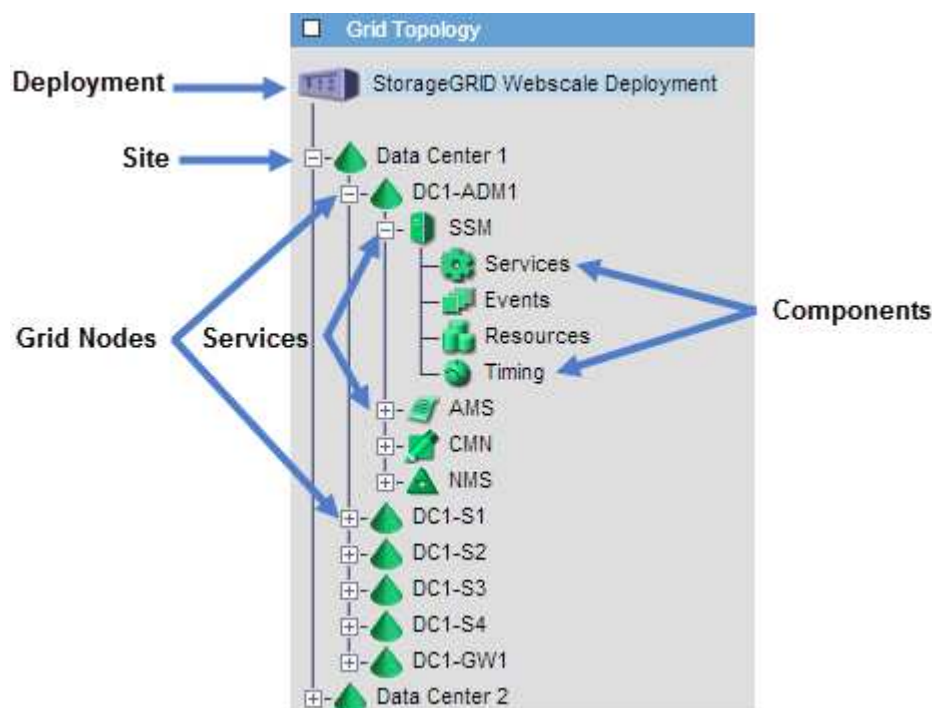 Grid Topology
Deployment
StorageGRID Webscale Deployment
Site
Data Center 1
DC1-ADM1
SSM
Services
Events
Components
Grid Nodes
Services
Resources
Timing
AMS
CMN
NMS
DC1-S1
DC1-S2
DC1-S3
DC1-S4
DC1-GW1
Data Center 2